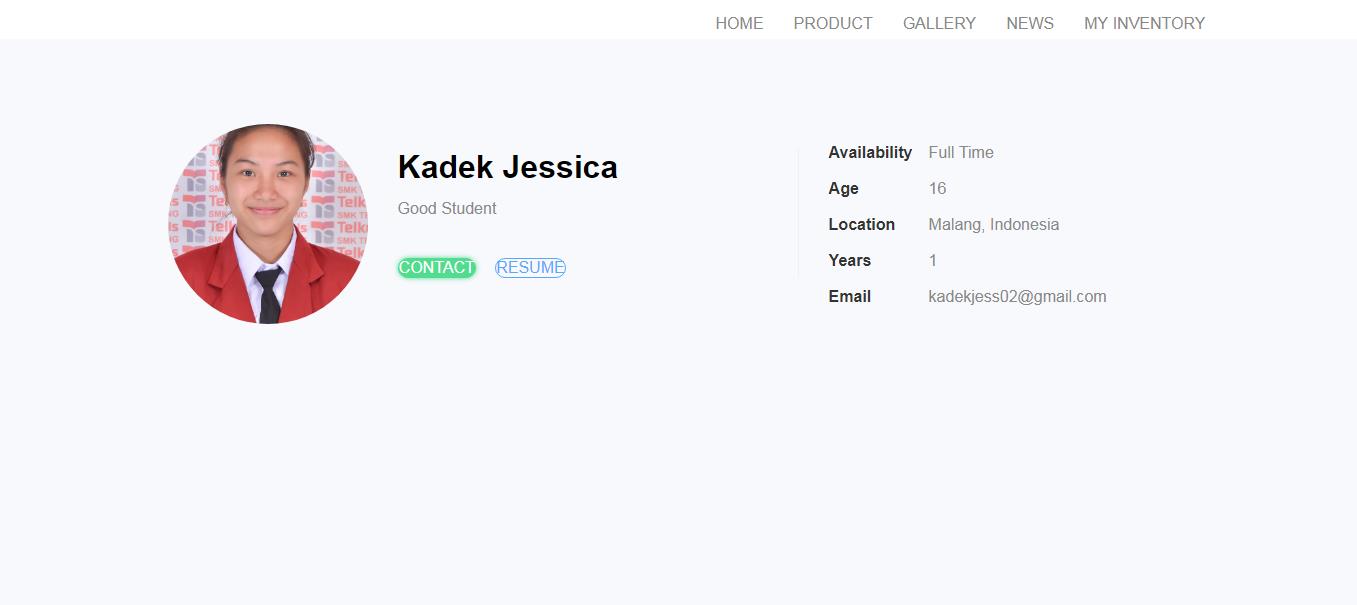 HOME PRODUCT GALLERY NEWS MY INVENTORY
Kadek Jessica
Good Student
CONTACT RESUME
Availability Full Time
Age 16
Location Malang, Indonesia
Years 1
Email kadekjess02@gmail.com